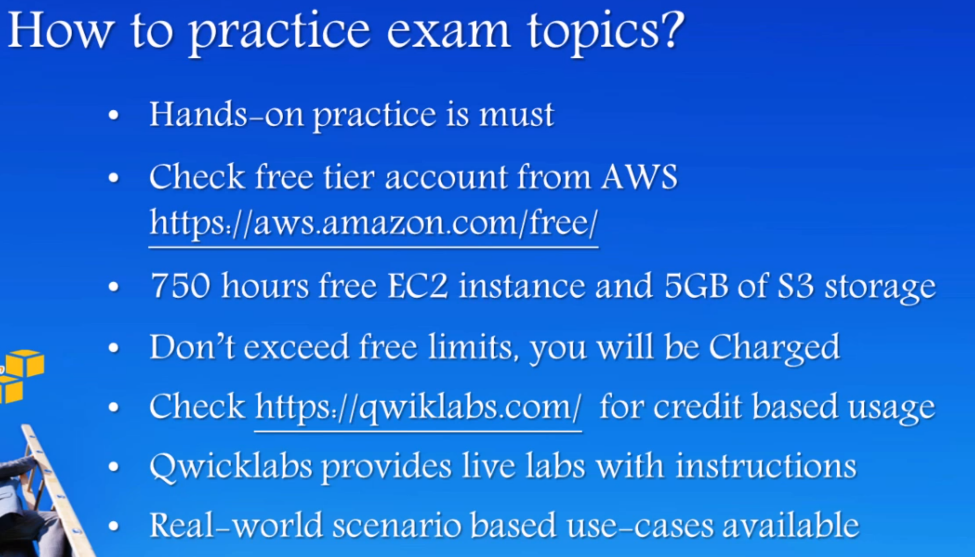 How to practice exam topics?
• Hands-on practice is must
• Check free tier account from AWS
https://aws.amazon.com/free/
• 750 hours free EC2 instance and 5GB of S3 storage
• Don't exceed free limits, you will be Charged
• Check https://qwiklabs.com/ for credit based usage
• Qwicklabs provides live labs with instructions
• Real-world scenario based use-cases available